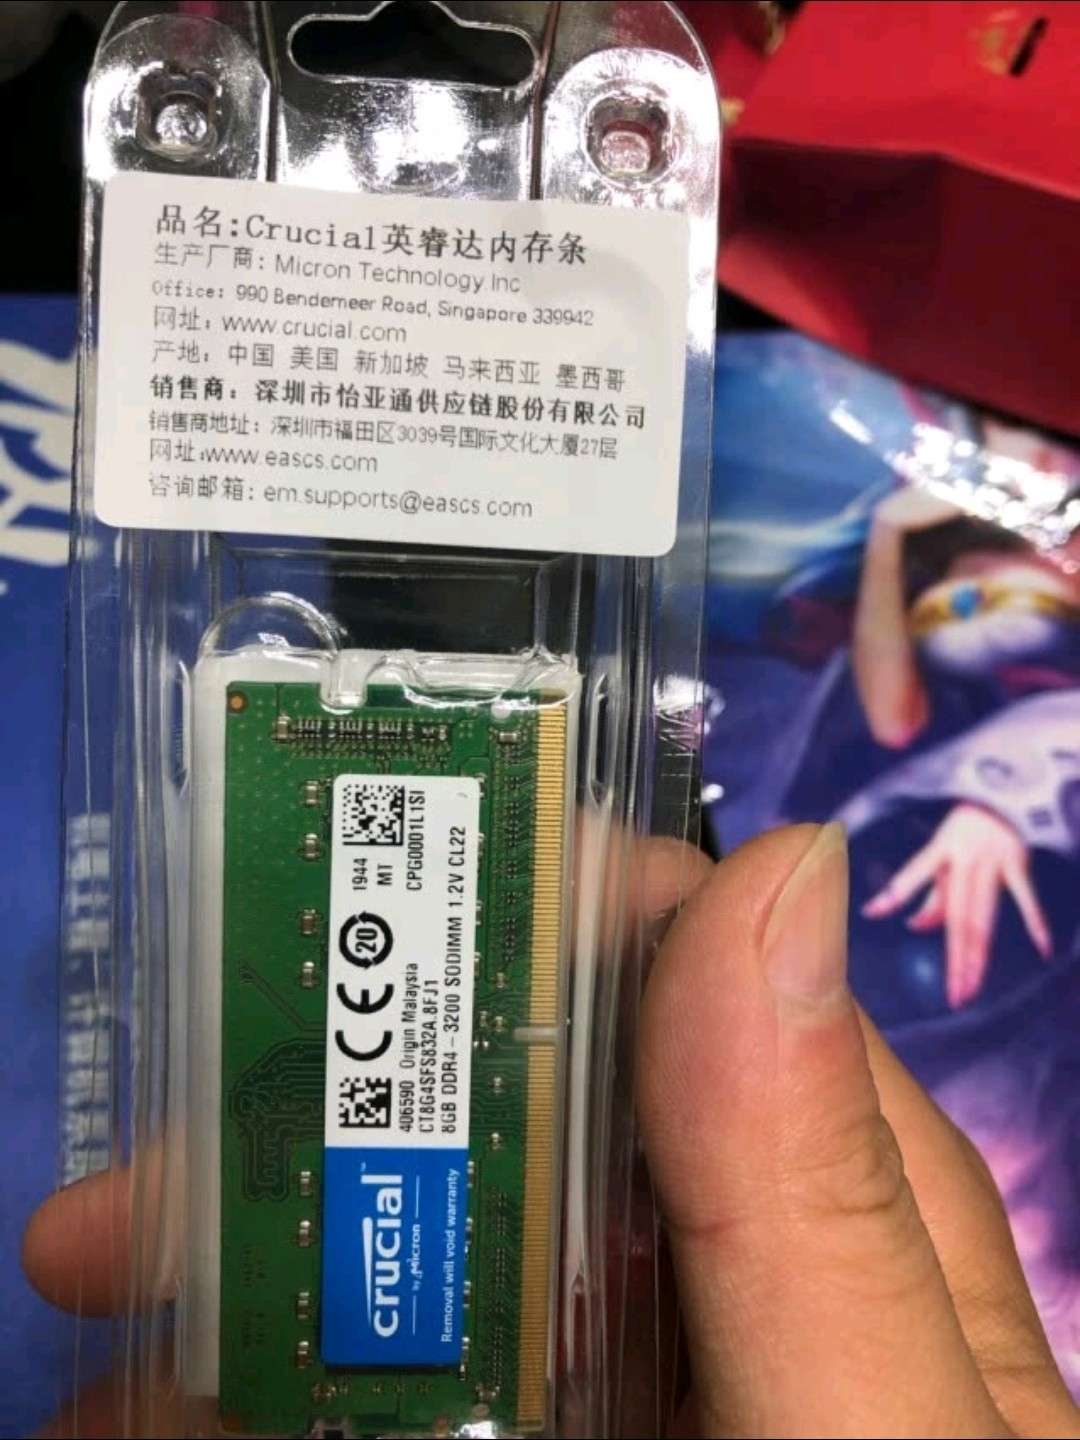 品名:Crucial英睿达内存条
生产厂商: Micron Technology Inc
Office: 990 Bendemeer Road, Singapore 339942
网址: www.crucial.com
产地: 中国 美国 新加坡 马来西亚 墨西哥
销售商: 深圳市怡亚通供应链股份有限公司
销售商地址: 深圳市福田区3039号国际文化大厦27层
网址:www.eascs.com
咨询邮箱: em.supports@eascs.com
1944
MT
CPG0001L1SI
CE
20
406590 Origin Malaysia
CT8G4SFS832A.8FJ1
8GB DDR4-3200 SODIMM 1.2V CL22
crucial™
by Micron
Removal will void warranty